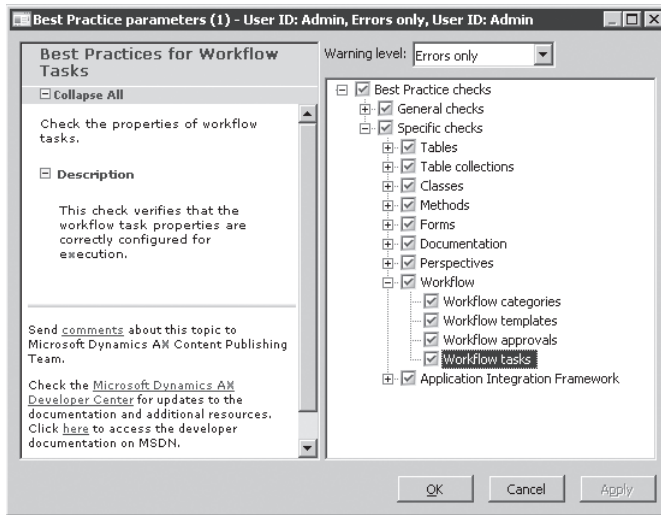 Best Practice parameters (1) - User ID: Admin, Errors only, User ID: Admin
Best Practices for Workflow
Tasks
Collapse All
Check the properties of workflow
tasks.
Description
This check verifies that the
workflow task properties are
correctly configured for
execution.
Send comments about this topic to
Microsoft Dynamics AX Content Publishing
Team.
Check the Microsoft Dynamics AX
Developer Center for updates to the
documentation and additional resources.
Click here to access the developer
documentation on MSDN.
Warning level: Errors only
Best Practice checks
General checks
Specific checks
Tables
Table collections
Classes
Methods
Forms
Documentation
Perspectives
Workflow
Workflow categories
Workflow templates
Workflow approvals
Workflow tasks
Application Integration Framework
OK Cancel Apply